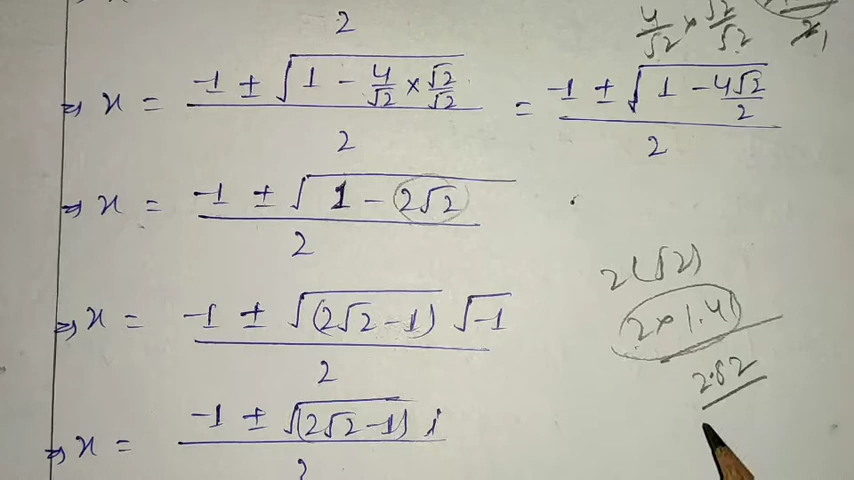 2
⇒ x = (-1 ± √(1 - 4/√2 × √2/√2)) / 2 = (-1 ± √(1 - 4√2/2)) / 2
4/√2 × √2/√2
⇒ x = (-1 ± √(1 - 2√2)) / 2
⇒ x = (-1 ± √(2√2-1) √-1) / 2
⇒ x = (-1 ± √(2√2-1) i) / 2
2(√2)
2×1.41
2.82